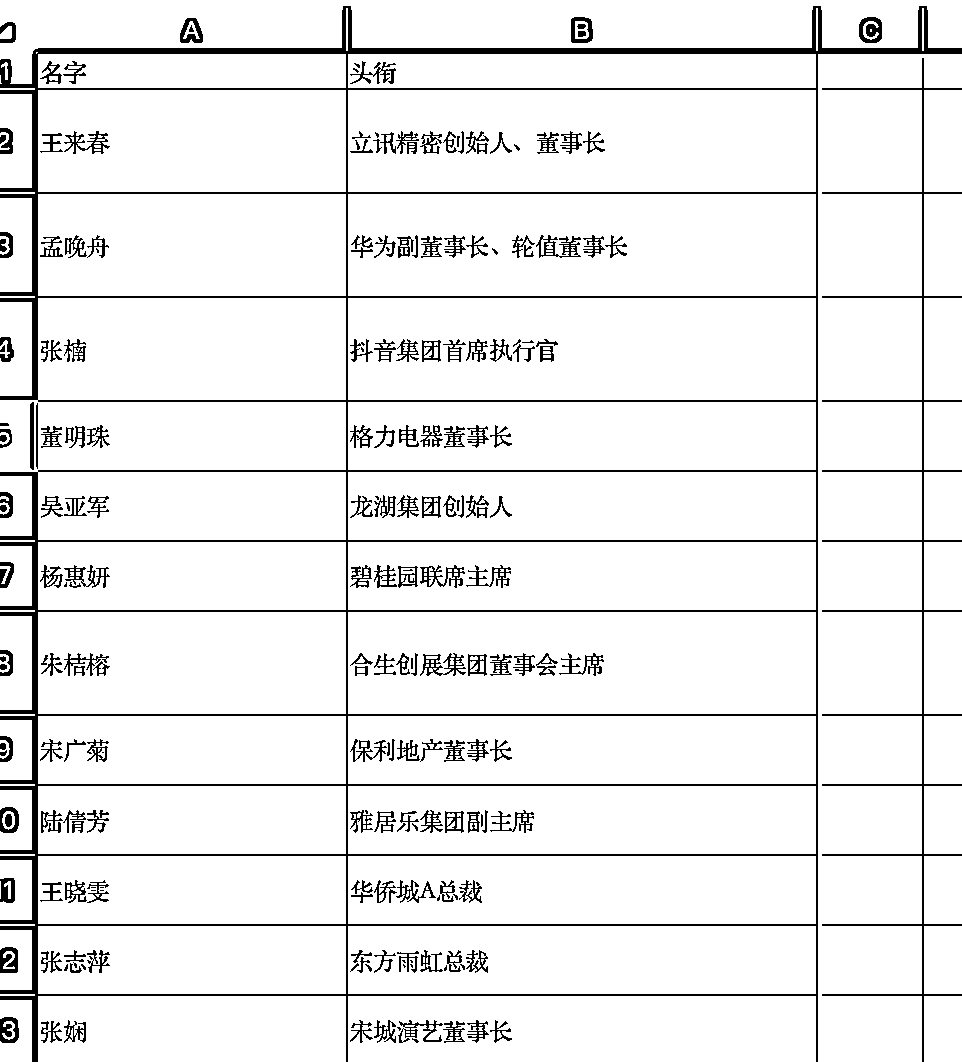 A B C
1 名字 头衔
2 王来春 立讯精密创始人、董事长
3 孟晚舟 华为副董事长、轮值董事长
4 张楠 抖音集团首席执行官
5 董明珠 格力电器董事长
6 吴亚军 龙湖集团创始人
7 杨惠妍 碧桂园联席主席
8 朱桔榕 合生创展集团董事会主席
9 宋广菊 保利地产董事长
0 陆倩芳 雅居乐集团副主席
11 王晓雯 华侨城A总裁
2 张志萍 东方雨虹总裁
3 张娴 宋城演艺董事长